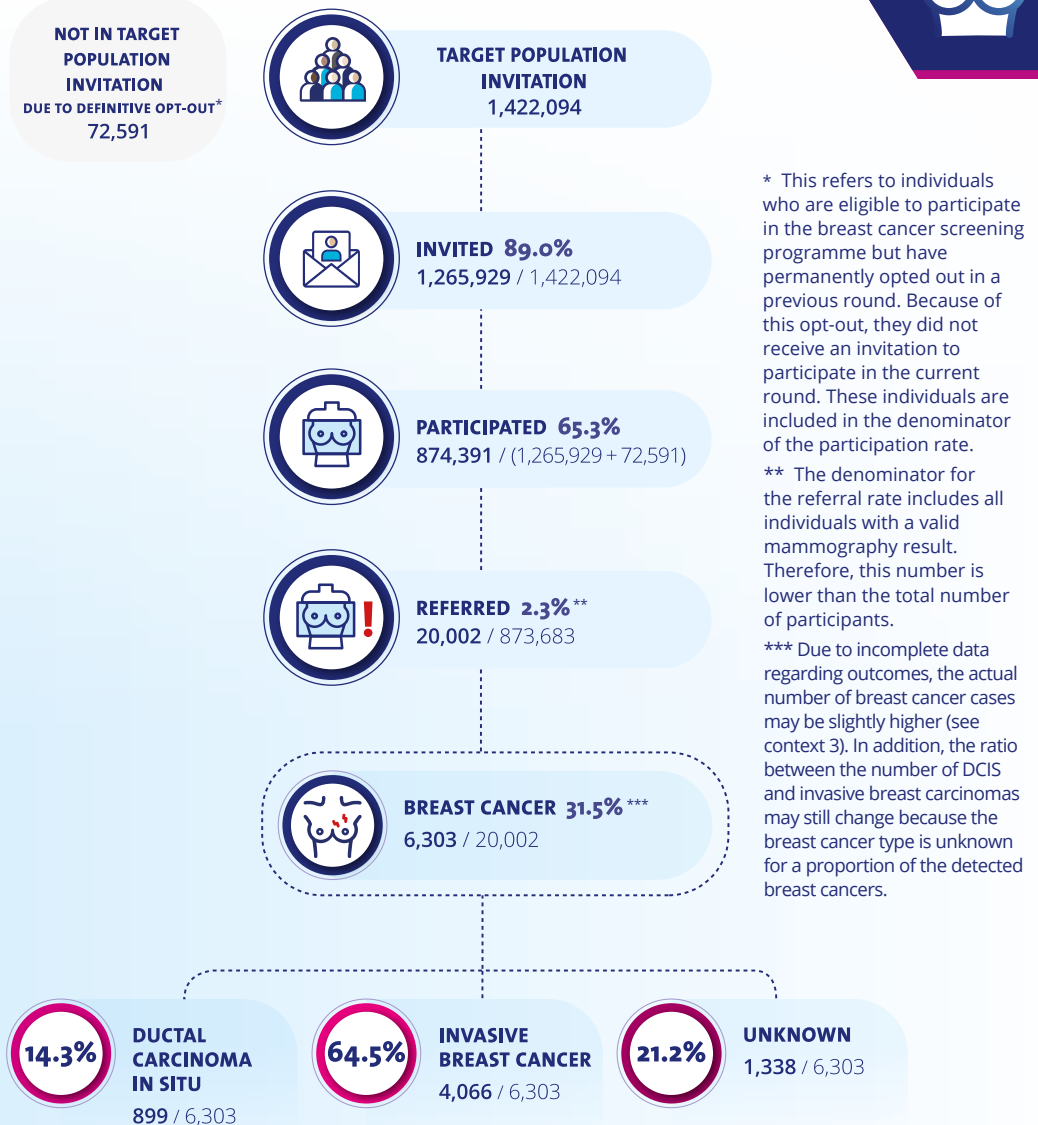 NOT IN TARGET
POPULATION
INVITATION
DUE TO DEFINITIVE OPT-OUT*
72,591
TARGET POPULATION
INVITATION
1,422,094
INVITED 89.0%
1,265,929 / 1,422,094
PARTICIPATED 65.3%
874,391 / (1,265,929 + 72,591)
REFERRED 2.3% **
20,002 / 873,683
BREAST CANCER 31.5% ***
6,303 / 20,002
14.3%
DUCTAL
CARCINOMA
IN SITU
899 / 6,303
64.5%
INVASIVE
BREAST CANCER
4,066 / 6,303
21.2%
UNKNOWN
1,338 / 6,303
* This refers to individuals
who are eligible to participate
in the breast cancer screening
programme but have
permanently opted out in a
previous round. Because of
this opt-out, they did not
receive an invitation to
participate in the current
round. These individuals are
included in the denominator
of the participation rate.
** The denominator for
the referral rate includes all
individuals with a valid
mammography result.
Therefore, this number is
lower than the total number
of participants.
*** Due to incomplete data
regarding outcomes, the actual
number of breast cancer cases
may be slightly higher (see
context 3). In addition, the ratio
between the number of DCIS
and invasive breast carcinomas
may still change because the
breast cancer type is unknown
for a proportion of the detected
breast cancers.